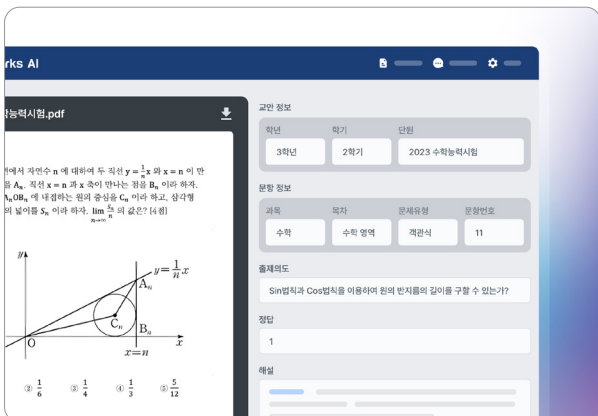 rks AI
능력시험.pdf
에서 자연수 n 에 대하여 두 직선 y = 1/n x 와 x = n 이 만
을 Aₙ, 직선 x = n 과 x 축이 만나는 점을 Bₙ 이라 하자.
AₙOBₙ 에 내접하는 원의 중심을 Cₙ 이라 하고, 삼각형
의 넓이를 Sₙ 이라 하자. lim n→∞ Sₙ/n 의 값은? [4점]
y
y = 1/n x
Aₙ
Cₙ
Bₙ
O
x=n
x
② 1/6 ③ 1/4 ④ 1/3 ⑤ 5/12
교안 정보
학년 학기 단원
3학년 2학기 2023 수학능력시험
문항 정보
과목 목차 문제유형 문항번호
수학 수학 영역 객관식 11
출제의도
Sin법칙과 Cos법칙을 이용하여 원의 반지름의 길이를 구할 수 있는가?
정답
1
해설